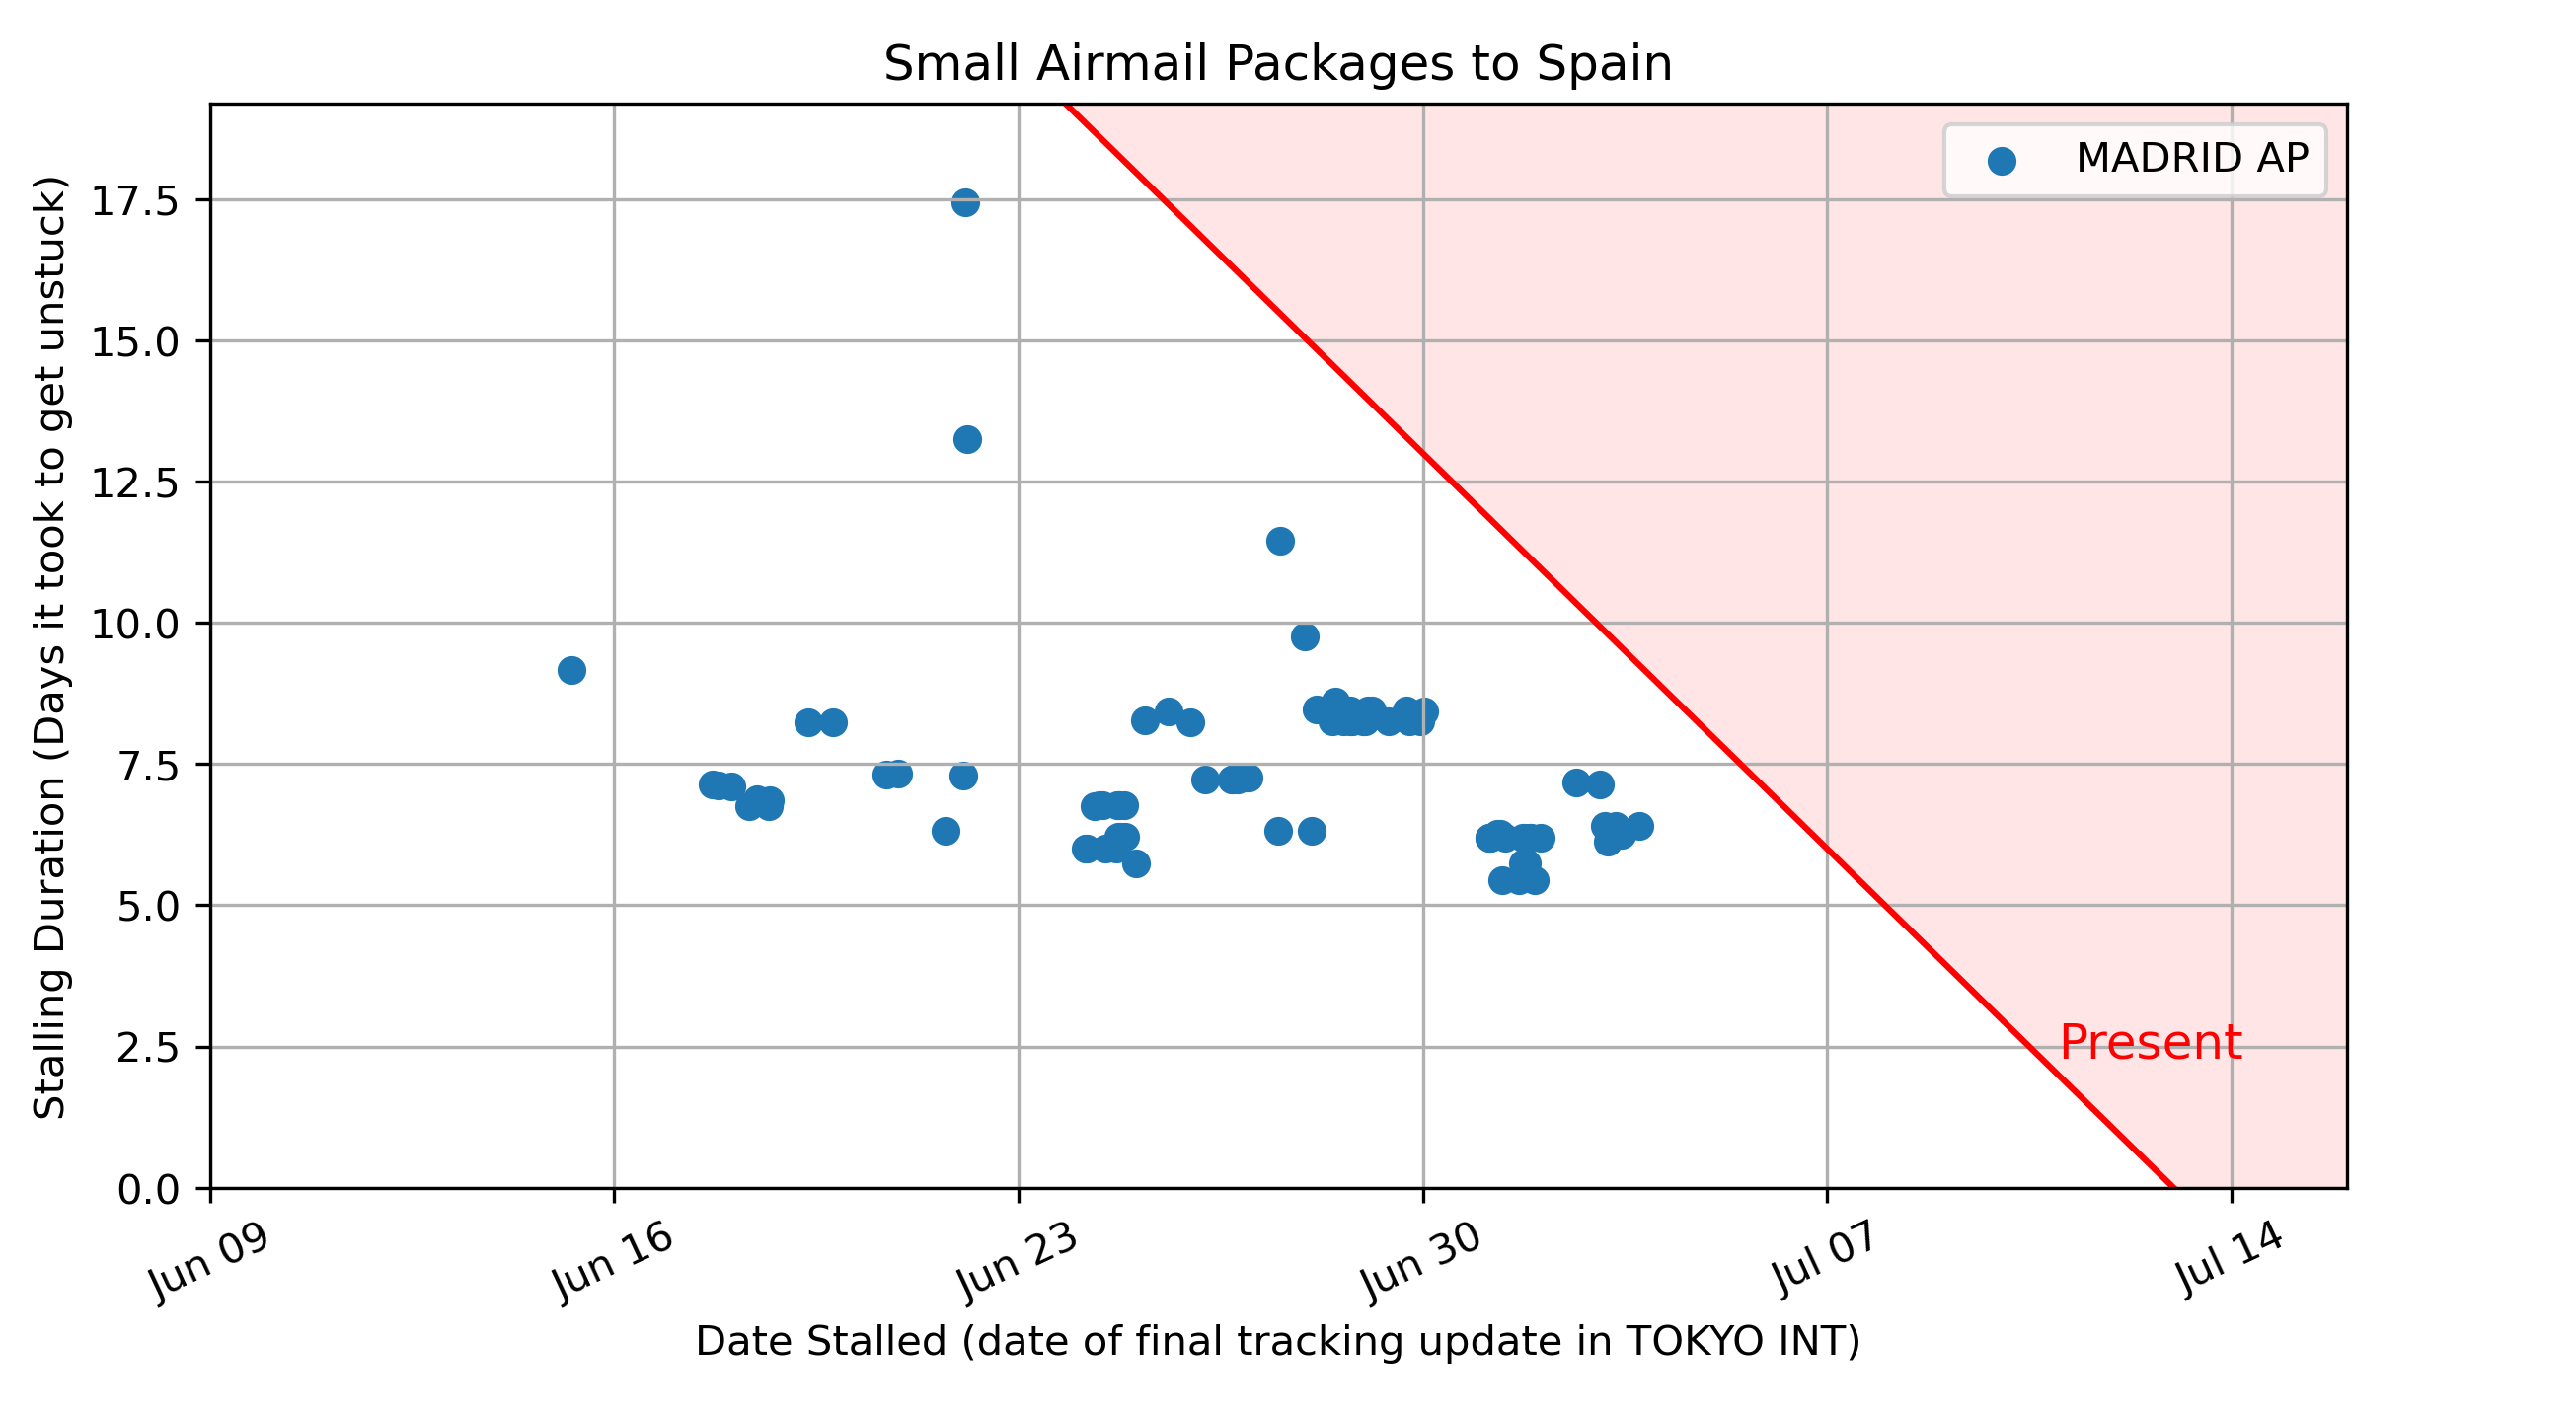 Small Airmail Packages to Spain
MADRID AP
Stalling Duration (Days it took to get unstuck)
17.5
15.0
12.5
10.0
7.5
5.0
2.5
0.0
Present
Jun 09
Jun 16
Jun 23
Jun 30
Jul 07
Jul 14
Date Stalled (date of final tracking update in TOKYO INT)